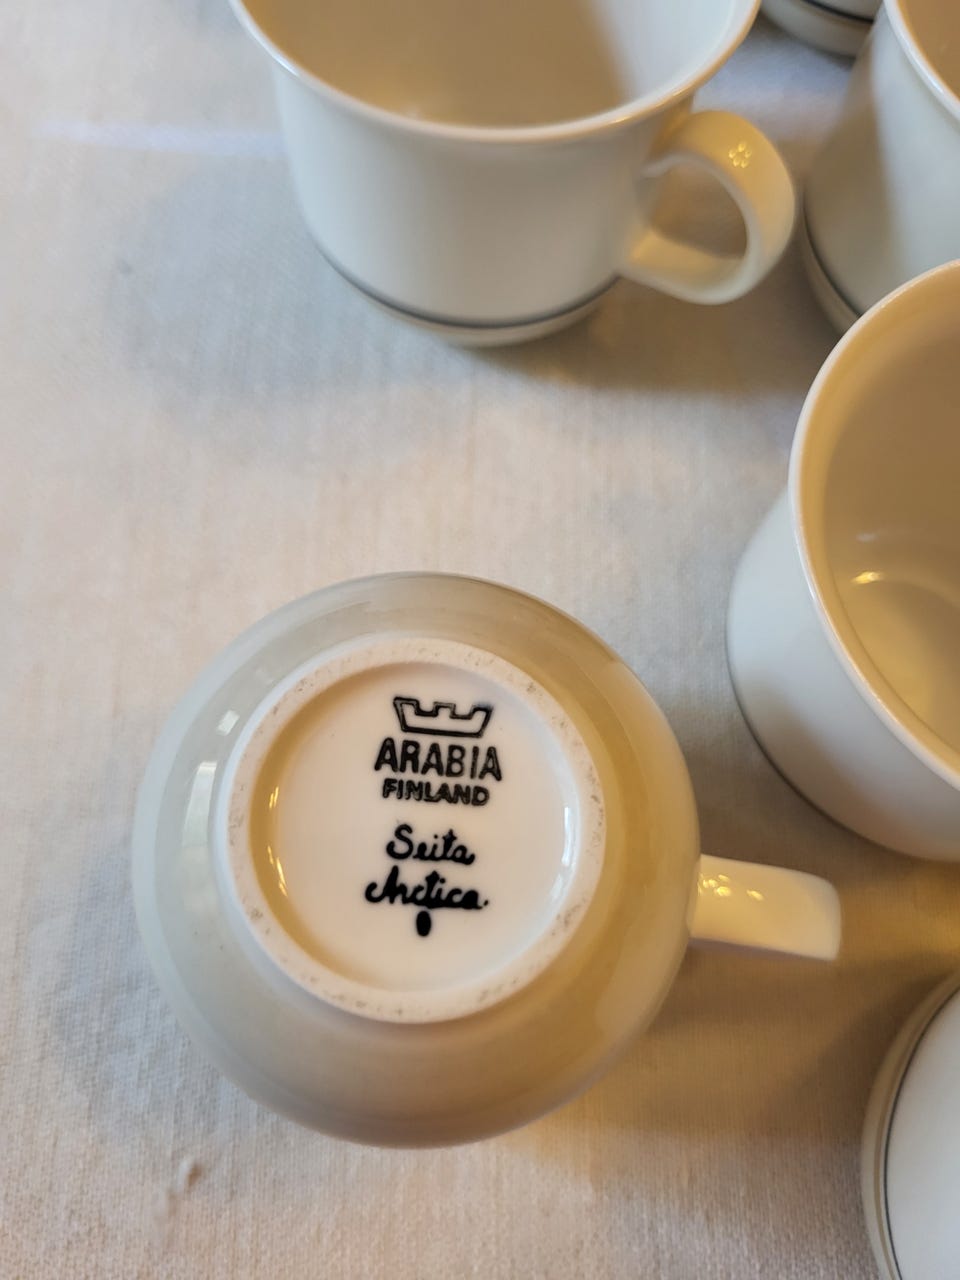 ARABIA
FINLAND
Seita
Arctica